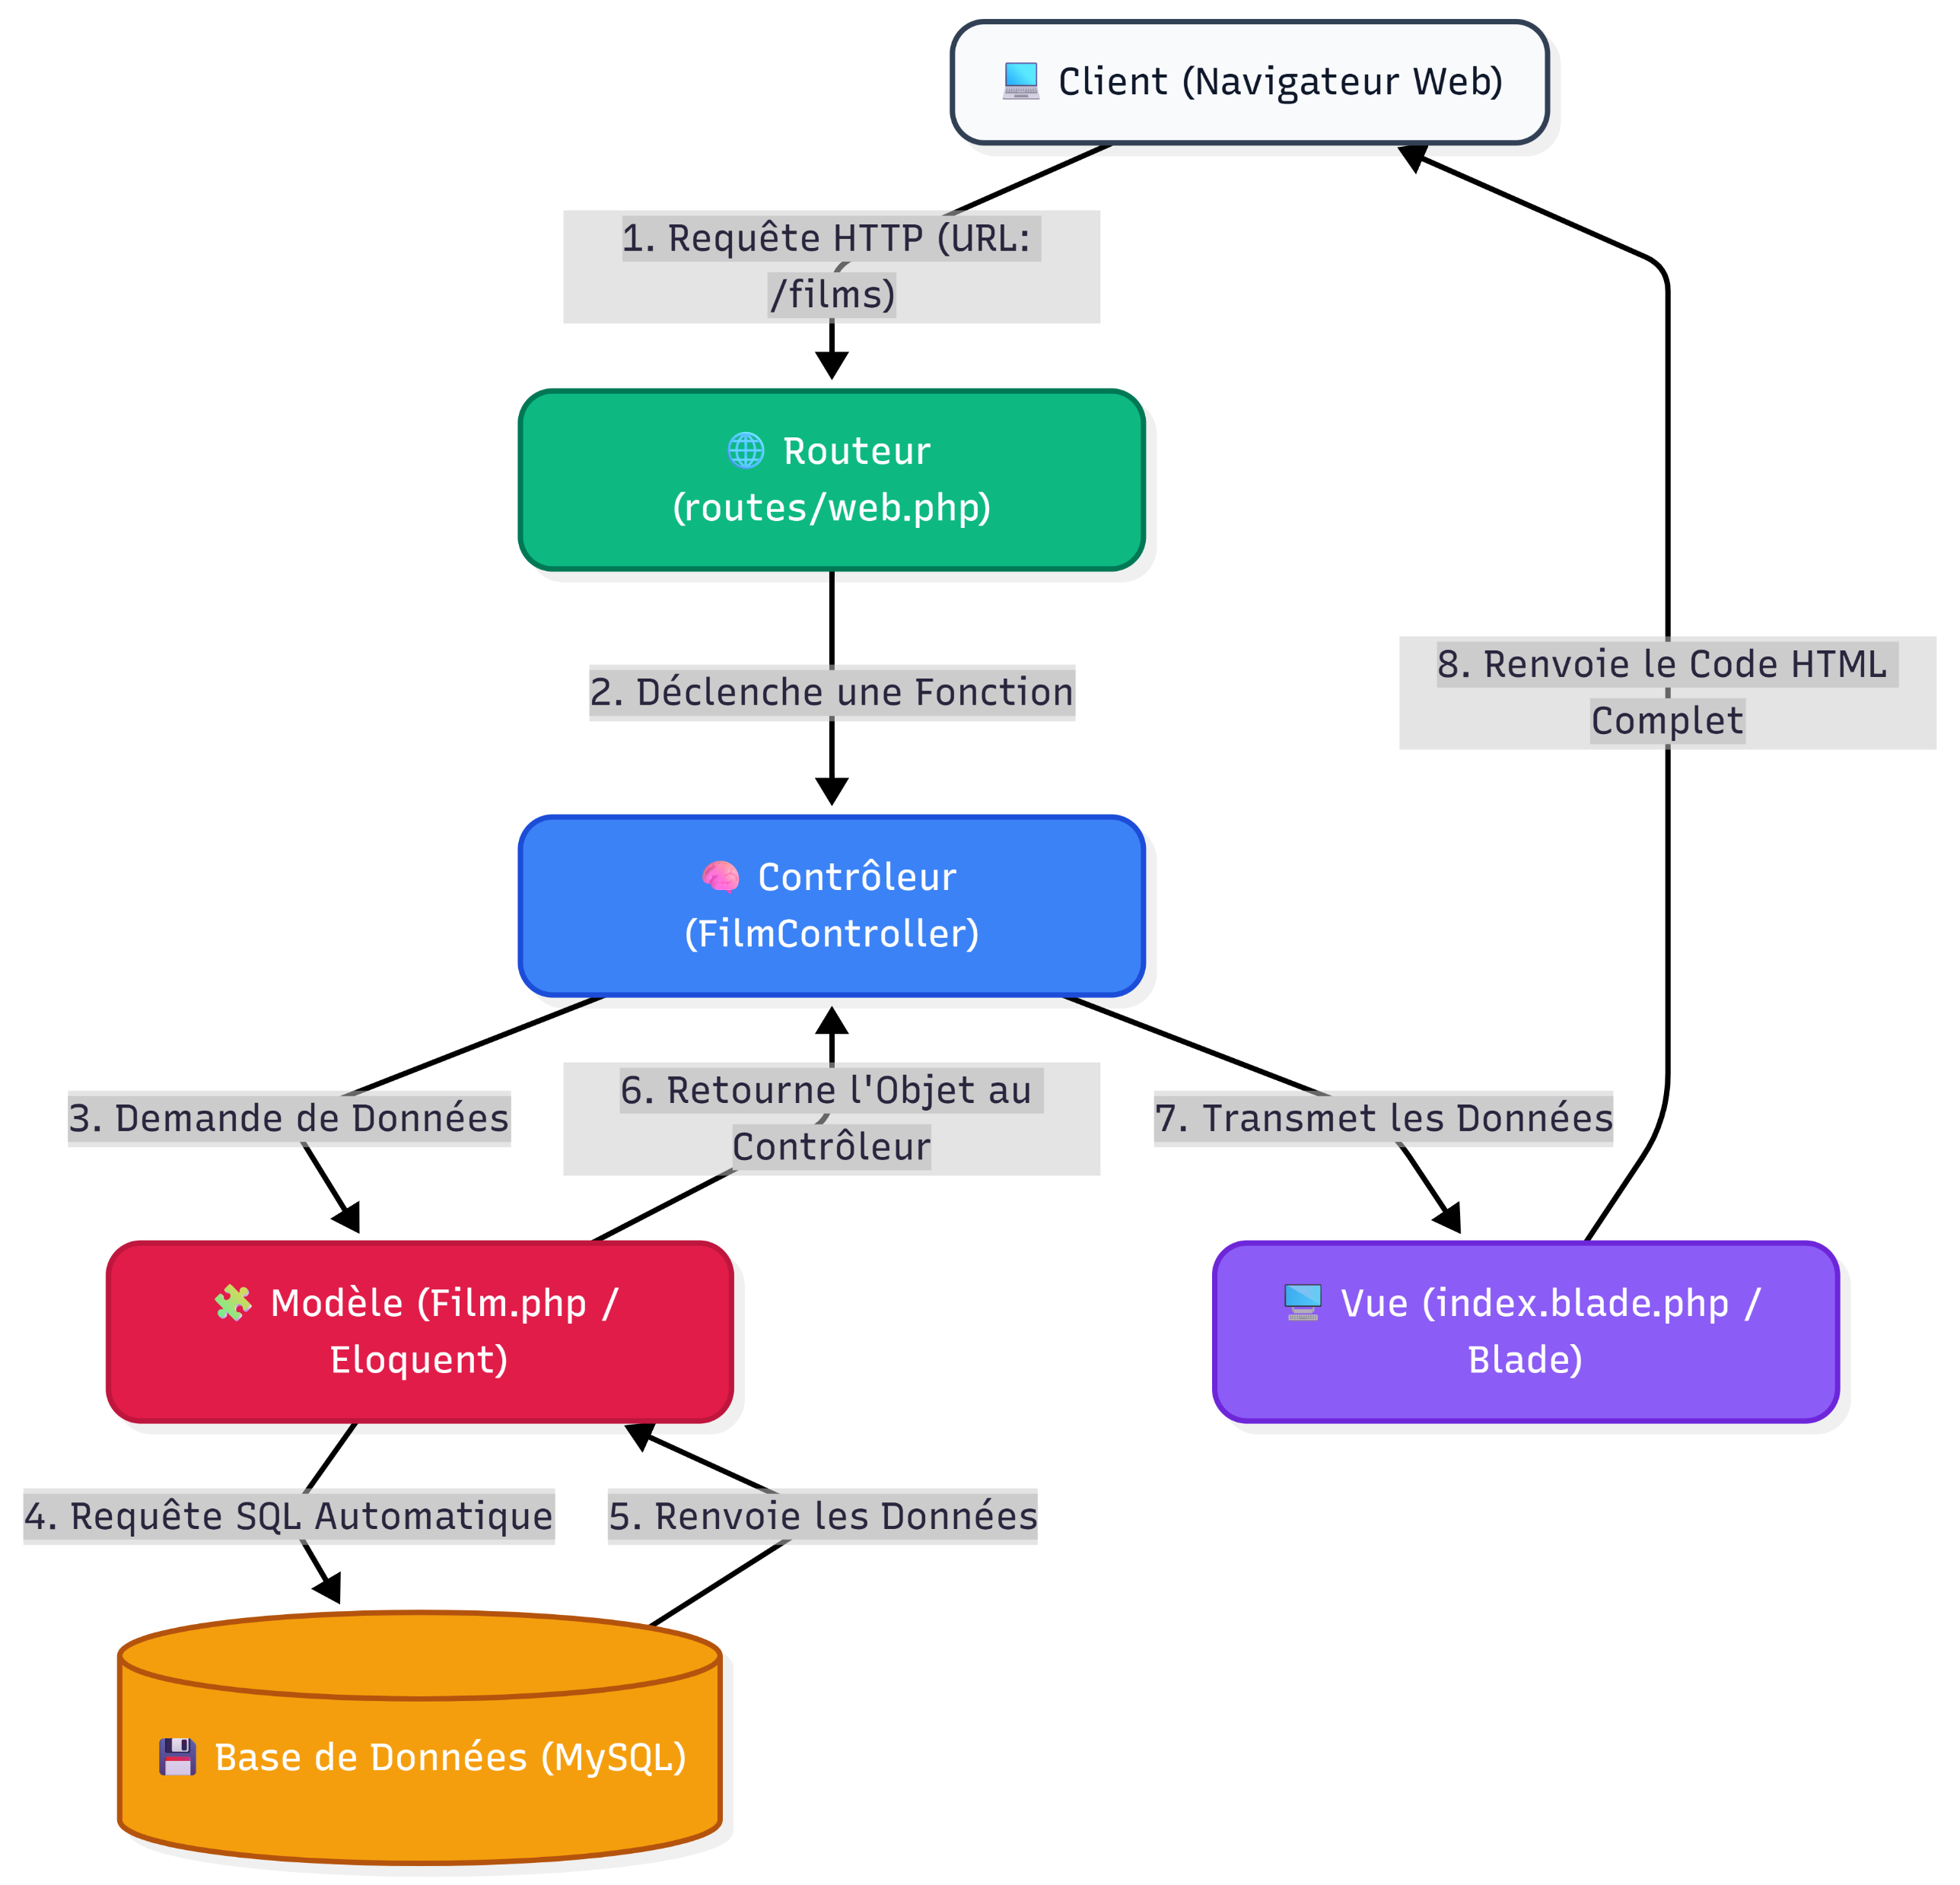 Client (Navigateur Web)
1. Requête HTTP (URL:
/films)
Routeur
(routes/web.php)
2. Déclenche une Fonction
8. Renvoie le Code HTML
Complet
Contrôleur
(FilmController)
3. Demande de Données
6. Retourne l'Objet au
Contrôleur
7. Transmet les Données
Modèle (Film.php /
Eloquent)
Vue (index.blade.php /
Blade)
4. Requête SQL Automatique
5. Renvoie les Données
Base de Données (MySQL)